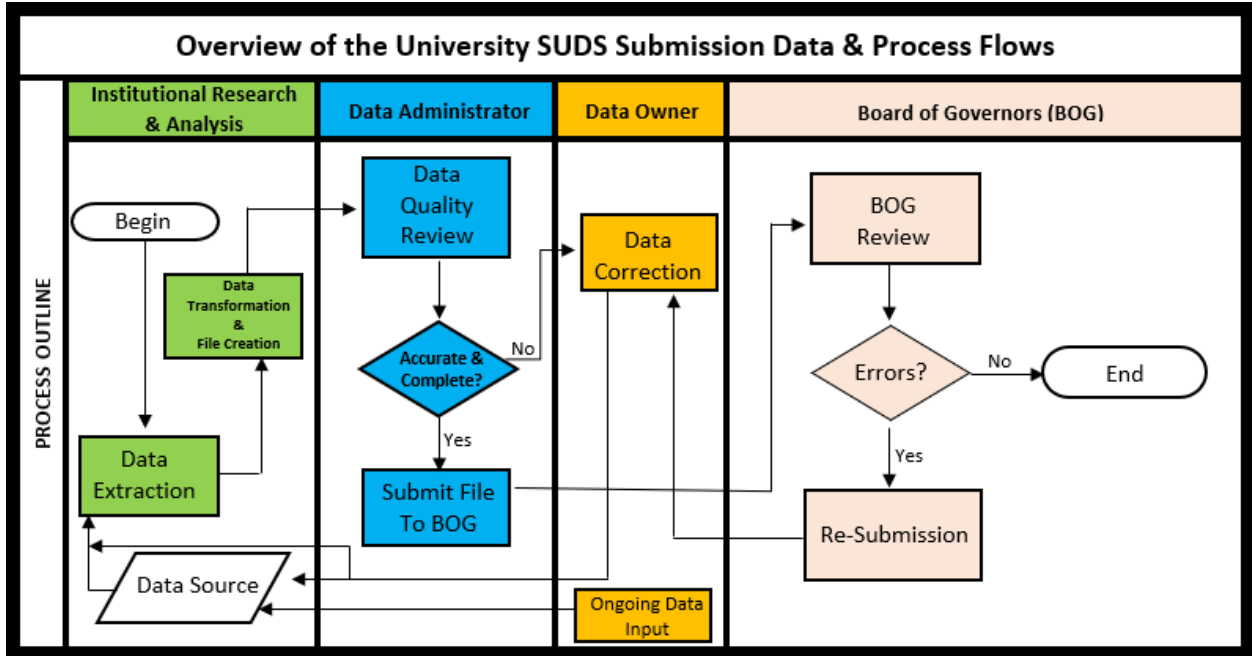 Overview of the University SUDS Submission Data & Process Flows
PROCESS OUTLINE
Institutional Research
& Analysis
Data Administrator
Data Owner
Board of Governors (BOG)
Begin
Data
Transformation
&
File Creation
Data
Extraction
Data Source
Data
Quality
Review
Accurate &
Complete?
No
Yes
Submit File
To BOG
Data
Correction
Ongoing Data
Input
BOG
Review
Errors?
No
End
Yes
Re-Submission